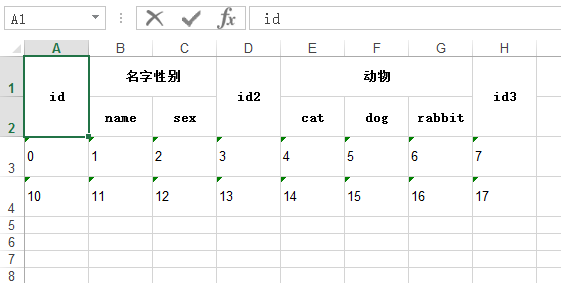 A1 id
A B C D E F G H
1 id 名字性别 id2 动物 id3
2 name sex cat dog rabbit
3 0 1 2 3 4 5 6 7
4 10 11 12 13 14 15 16 17
5
6
7
8